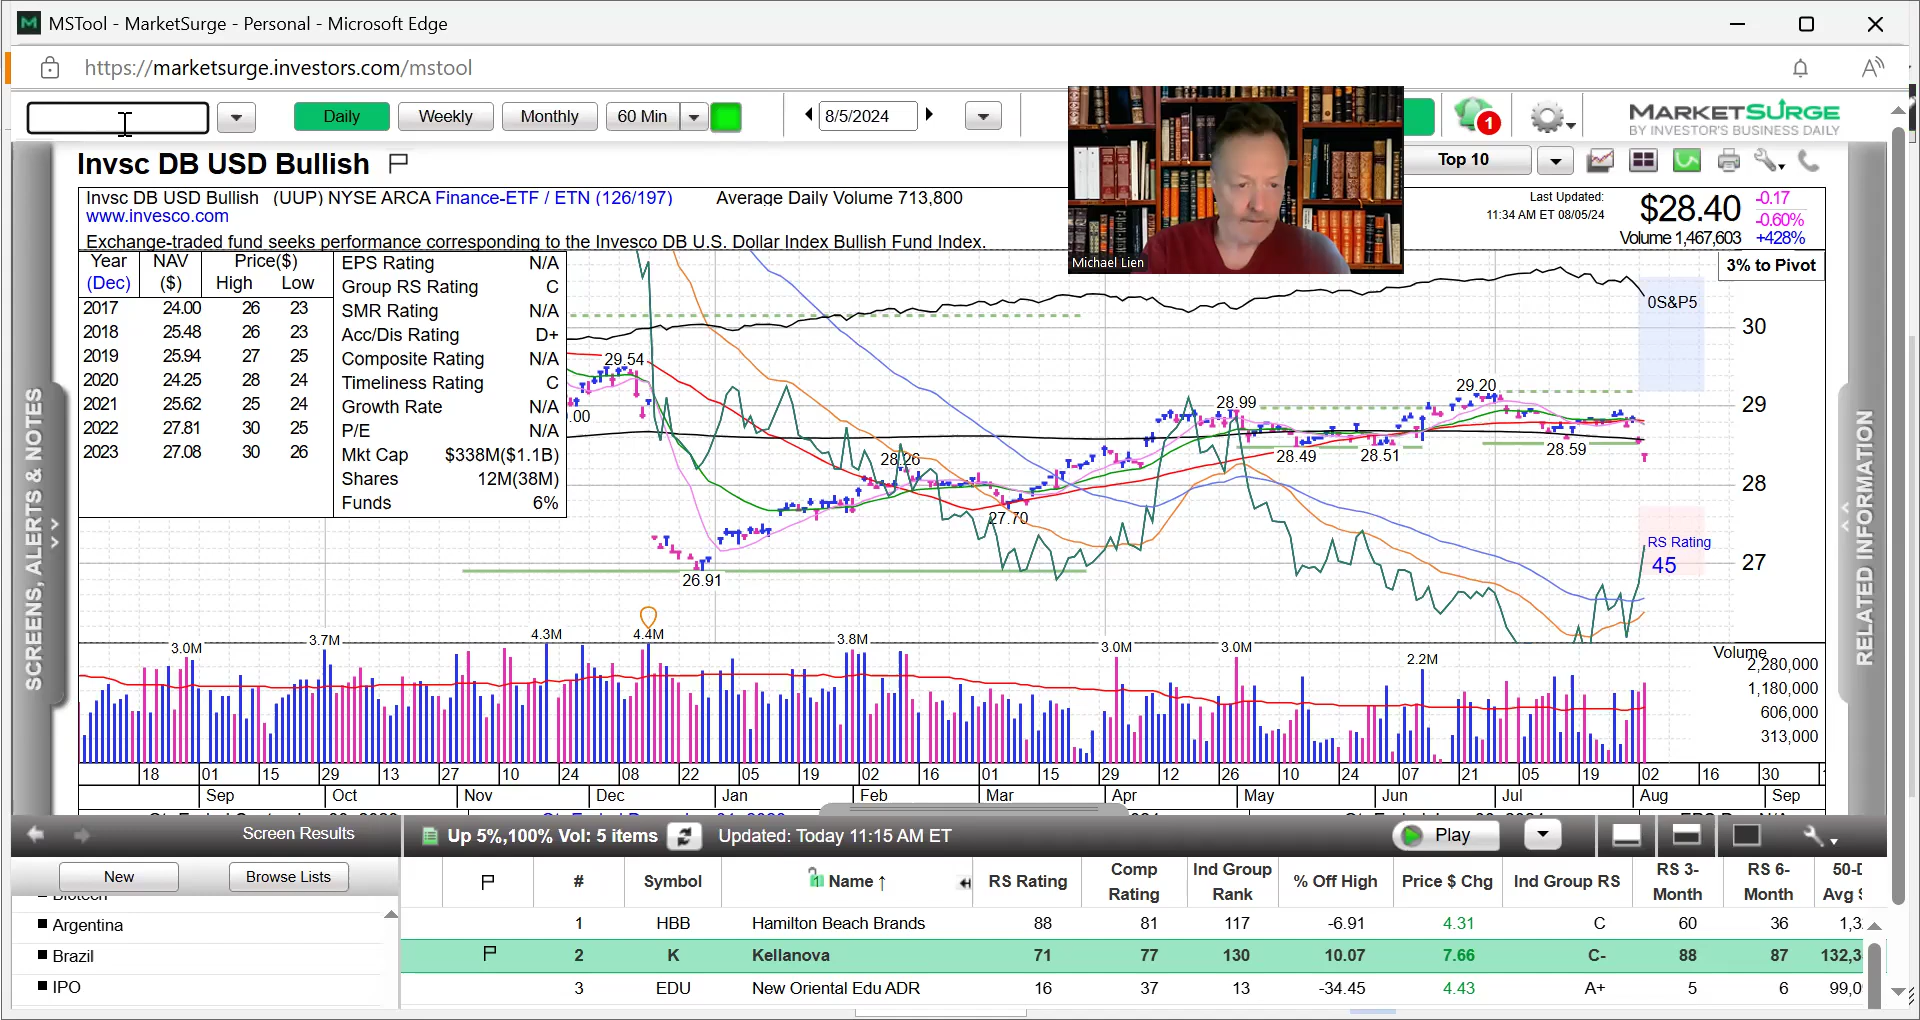 MSTool - MarketSurge - Personal - Microsoft Edge
https://marketsurge.investors.com/mstool
Daily
Weekly
Monthly
60 Min
8/5/2024
1
MARKETSURGE
BY INVESTOR'S BUSINESS DAILY
Invsc DB USD Bullish
Top 10
Invsc DB USD Bullish (UUP) NYSE ARCA Finance-ETF / ETN (126/197) Average Daily Volume 713,800
www.invesco.com
Exchange-traded fund seeks performance corresponding to the Invesco DB U.S. Dollar Index Bullish Fund Index.
Michael Lien
Last Updated:
11:34 AM ET 08/05/24
$28.40
-0.17
-0.60%
Volume 1,467,603 +428%
3% to Pivot
Year NAV Price($)
(Dec) ($) High Low
2017 24.00 26 23
2018 25.48 26 23
2019 25.94 27 25
2020 24.25 28 24
2021 25.62 25 24
2022 27.81 30 25
2023 27.08 30 26
EPS Rating N/A
Group RS Rating C
SMR Rating N/A
Acc/Dis Rating D+
Composite Rating N/A
Timeliness Rating C
Growth Rate N/A
P/E N/A
Mkt Cap $338M($1.1B)
Shares 12M(38M)
Funds 6%
0S&P5
30
29.54
29.20
28.99
29
.00
28.59
28.49
28.51
28.26
28
27.70
RS Rating
45
27
26.91
3.0M 3.7M 4.3M 4.4M 3.8M 3.0M 3.0M 2.2M
Volume
2,280,000
1,180,000
606,000
313,000
18 01 15 29 13 27 10 24 08 22 05 19 02 16 01 15 29 12 26 10 24 07 21 05 19 02 16 30
Sep Oct Nov Dec Jan Feb Mar Apr May Jun Jul Aug Sep
SCREENS, ALERTS & NOTES
RELATED INFORMATION
Screen Results
Up 5%,100% Vol: 5 items
Updated: Today 11:15 AM ET
Play
New
Browse Lists
Biotech
Argentina
Brazil
IPO
# Symbol Name ↑ RS Rating Comp Rating Ind Group Rank % Off High Price $ Chg Ind Group RS RS 3-Month RS 6-Month 50-D Avg $
1 HBB Hamilton Beach Brands 88 81 117 -6.91 4.31 C 60 36 1,3
2 K Kellanova 71 77 130 10.07 7.66 C- 88 87 132,3
3 EDU New Oriental Edu ADR 16 37 13 -34.45 4.43 A+ 5 6 99,0